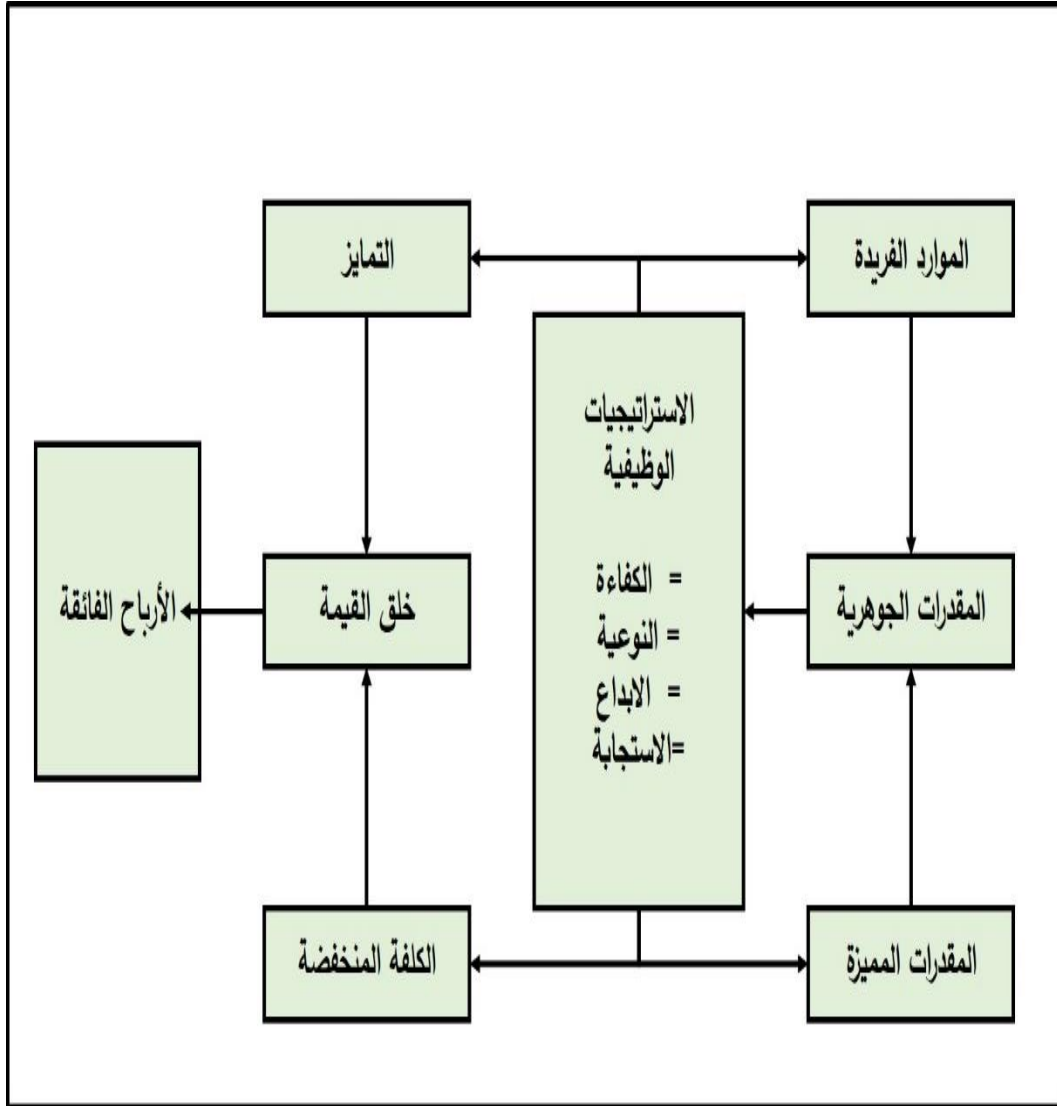 الموارد الفريدة
التمايز
الاستراتيجيات
الوظيفية
= الكفاءة
= النوعية
= الابداع
=الاستجابة
المقدرات الجوهرية
خلق القيمة
الأرباح الفائقة
المقدرات المميزة
الكلفة المنخفضة